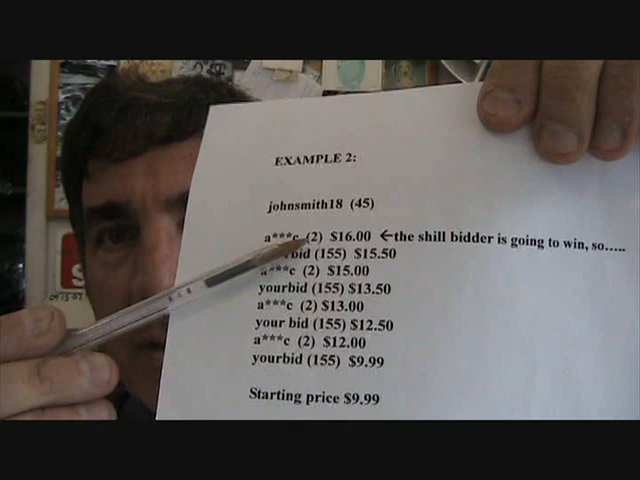 EXAMPLE 2:
johnsmith18 (45)
a***c (2) $16.00 ←the shill bidder is going to win, so.....
(155) $15.50
a***c (2) $15.00
yourbid (155) $13.50
a***c (2) $13.00
your bid (155) $12.50
a***c (2) $12.00
yourbid (155) $9.99
Starting price $9.99
S